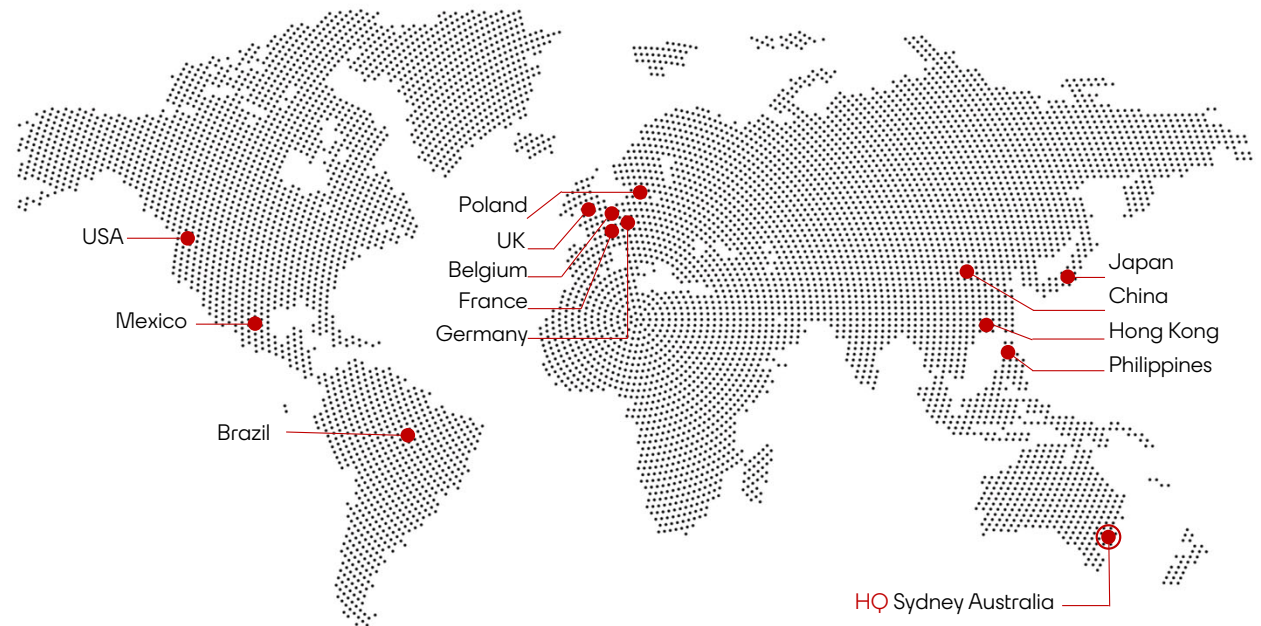 Poland
USA
UK
Belgium
France
Mexico
Germany
Brazil
Japan
China
Hong Kong
Philippines
HQ Sydney Australia